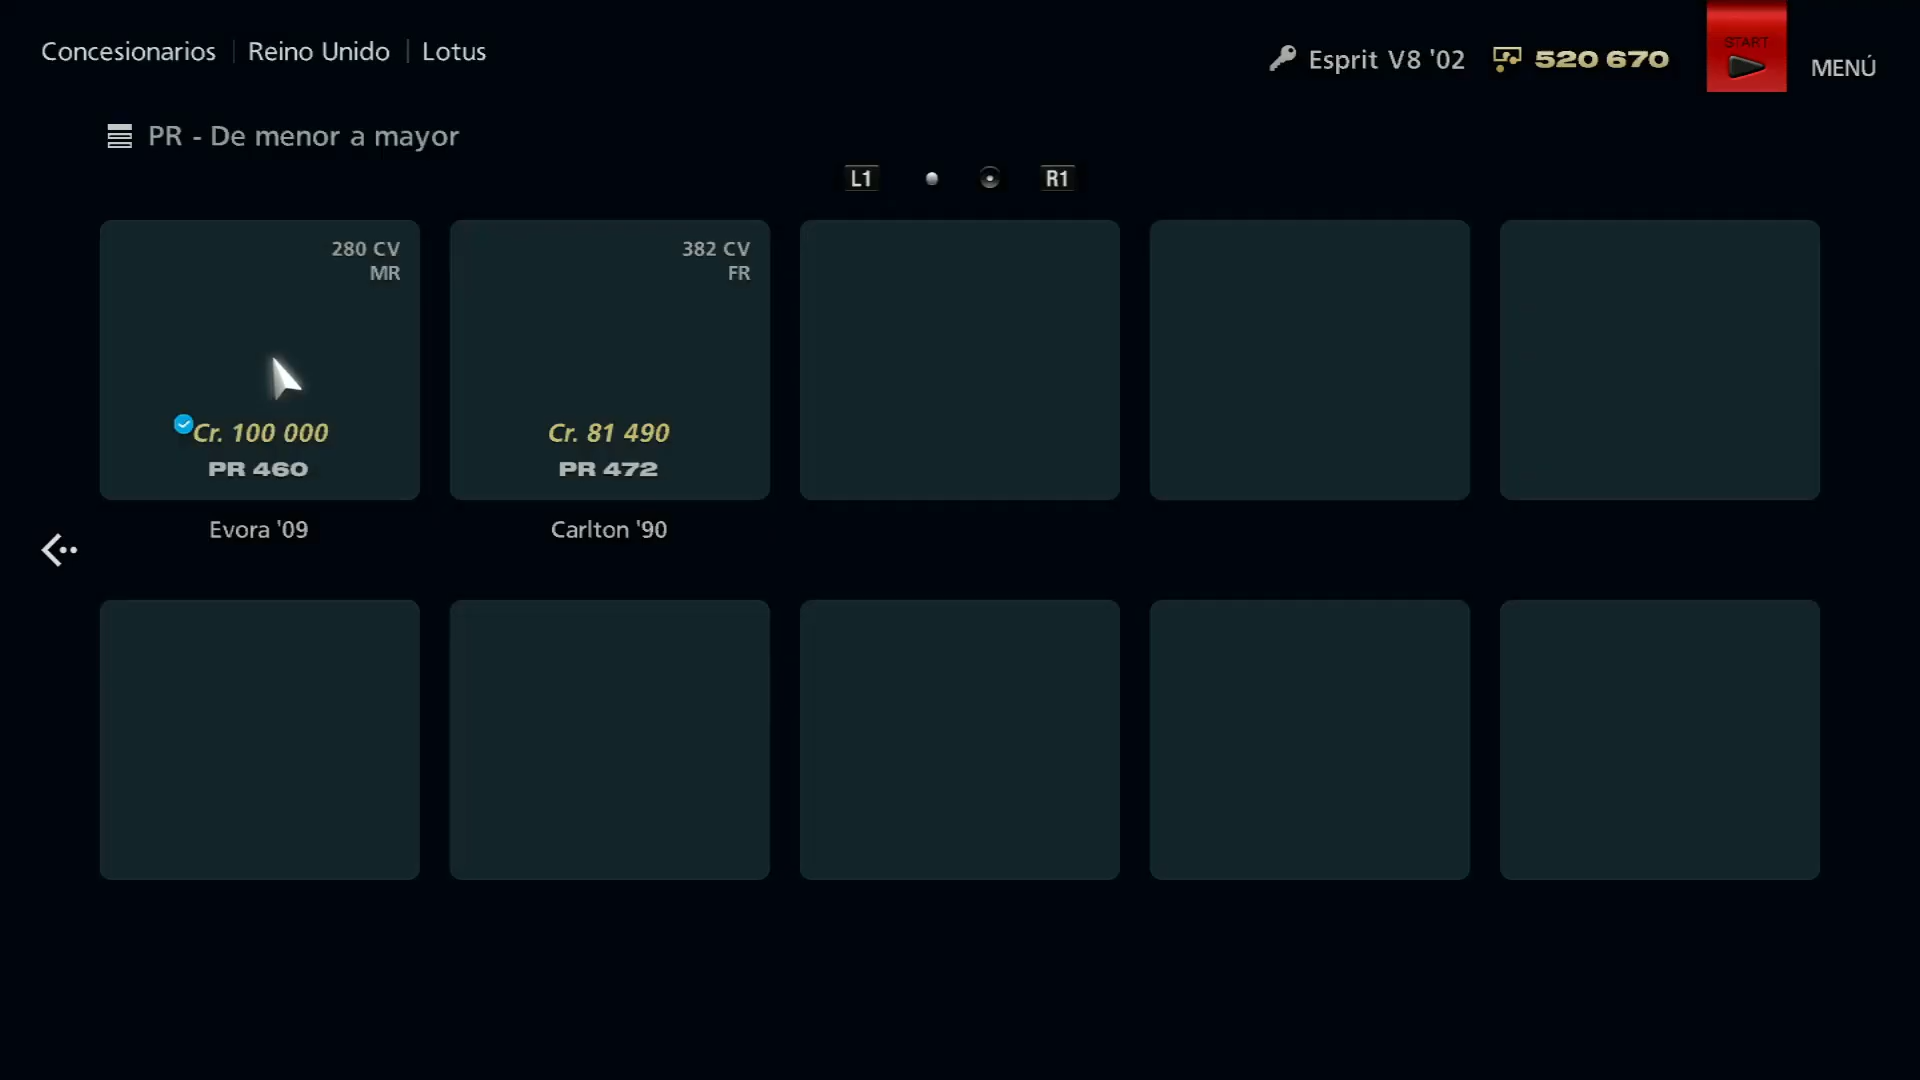 Concesionarios | Reino Unido | Lotus
Esprit V8 '02
520 670
START
MENÚ
PR - De menor a mayor
L1
R1
280 CV
MR
Cr. 100 000
PR 460
Evora '09
382 CV
FR
Cr. 81 490
PR 472
Carlton '90